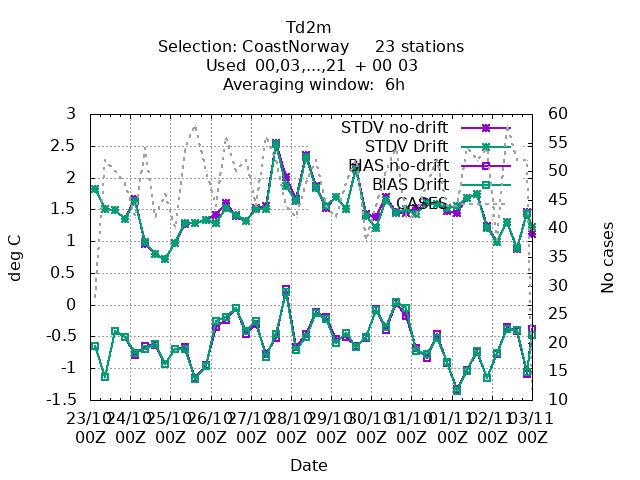 Td2m
Selection: CoastNorway     23 stations
Used  00,03,...,21  + 00 03
Averaging window:  6h
3
2.5
2
1.5
1
0.5
0
-0.5
-1
-1.5
deg C
STDV no-drift
STDV Drift
BIAS no-drift
BIAS Drift
CASES
60
55
50
45
40
35
30
25
20
15
10
No cases
23/10 24/10 25/10 26/10 27/10 28/10 29/10 30/10 31/10 01/11 02/11 03/11
00Z 00Z 00Z 00Z 00Z 00Z 00Z 00Z 00Z 00Z 00Z 00Z
Date